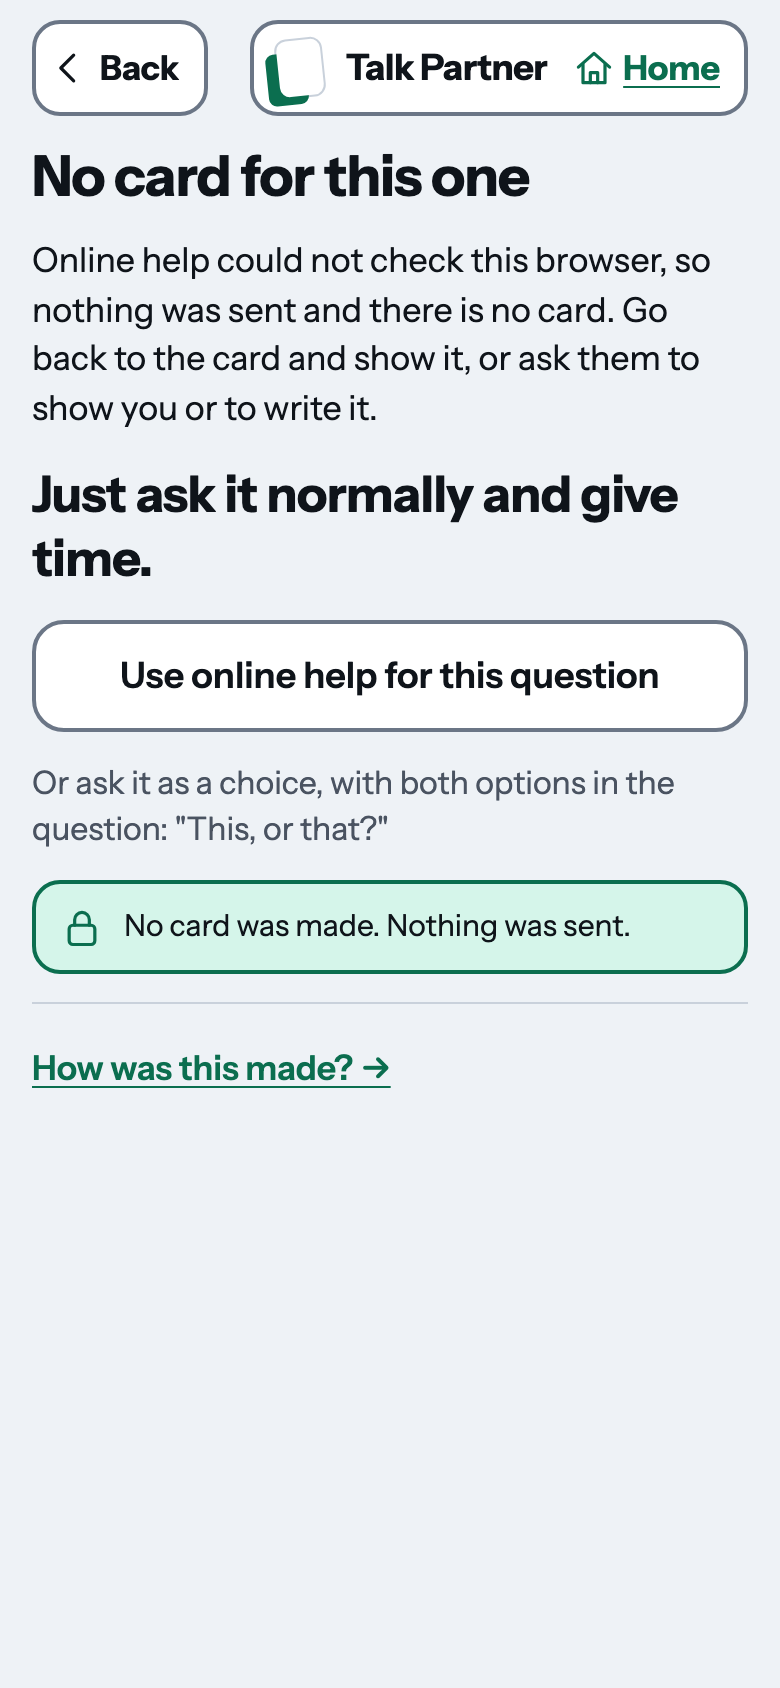 Back
Talk Partner
Home
No card for this one
Online help could not check this browser, so
nothing was sent and there is no card. Go
back to the card and show it, or ask them to
show you or to write it.
Just ask it normally and give
time.
Use online help for this question
Or ask it as a choice, with both options in the
question: "This, or that?"
No card was made. Nothing was sent.
How was this made? →